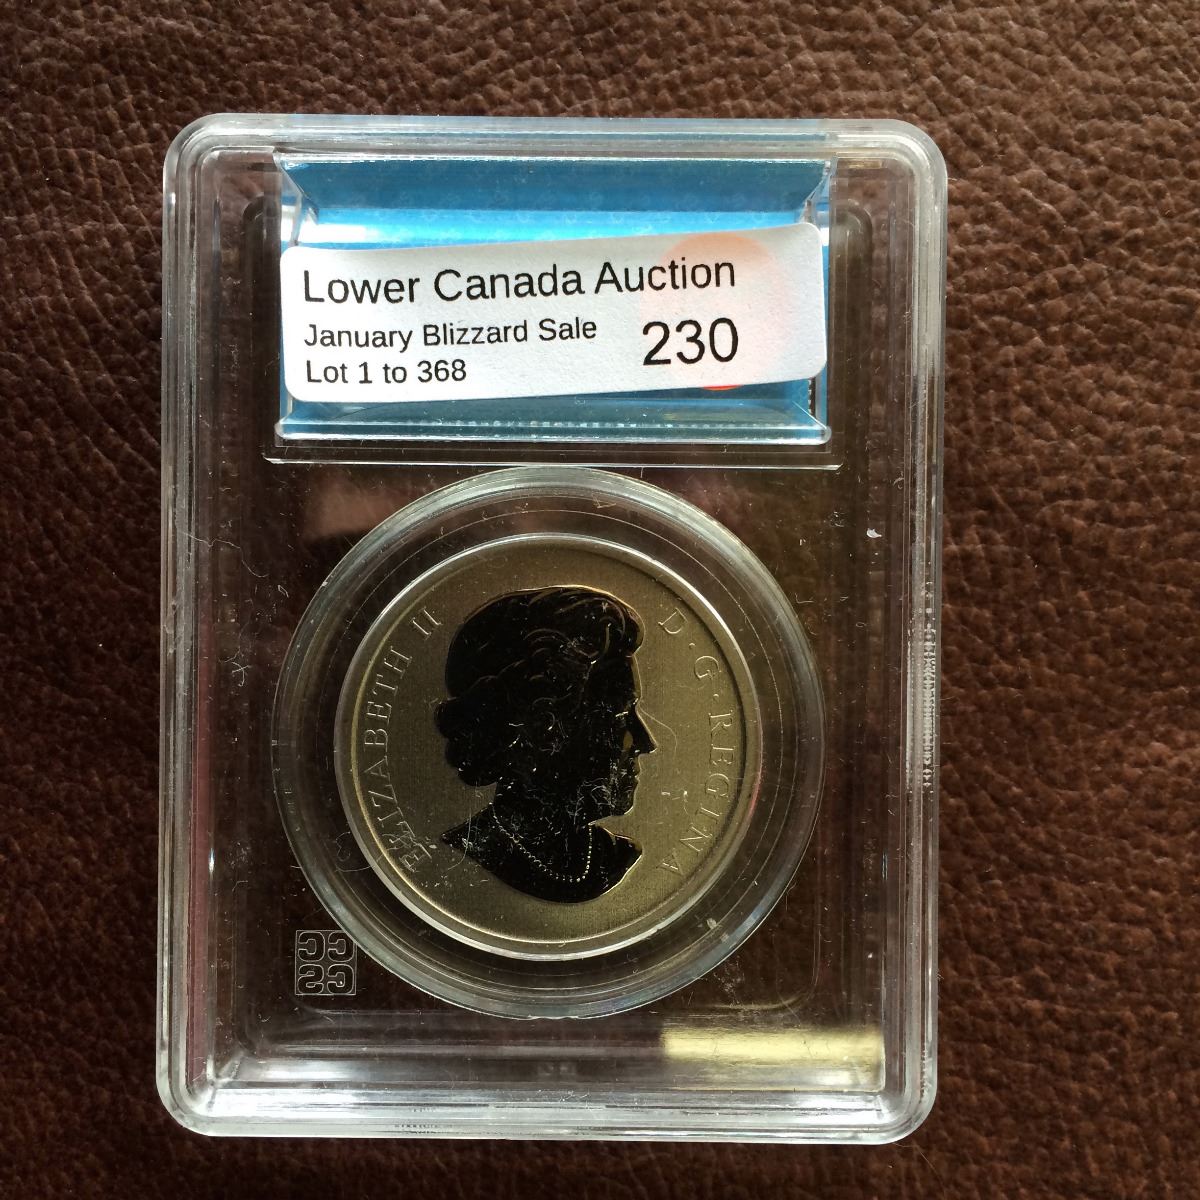 Lower Canada Auction
January Blizzard Sale
Lot 1 to 368
230
ELIZABETH II
D · G · REGINA